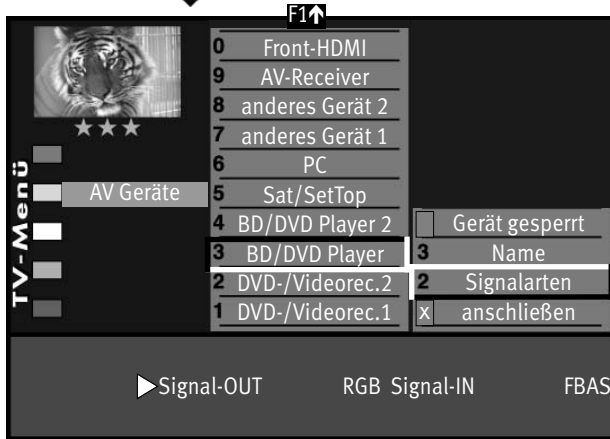 F1↑
0 Front-HDMI
9 AV-Receiver
8 anderes Gerät 2
7 anderes Gerät 1
6 PC
TV-Menü
AV Geräte
5 Sat/SetTop
4 BD/DVD Player 2
Gerät gesperrt
3 BD/DVD Player
3 Name
2 DVD-/Videorec.2
2 Signalarten
1 DVD-/Videorec.1
x anschließen
Signal-OUT RGB Signal-IN FBAS